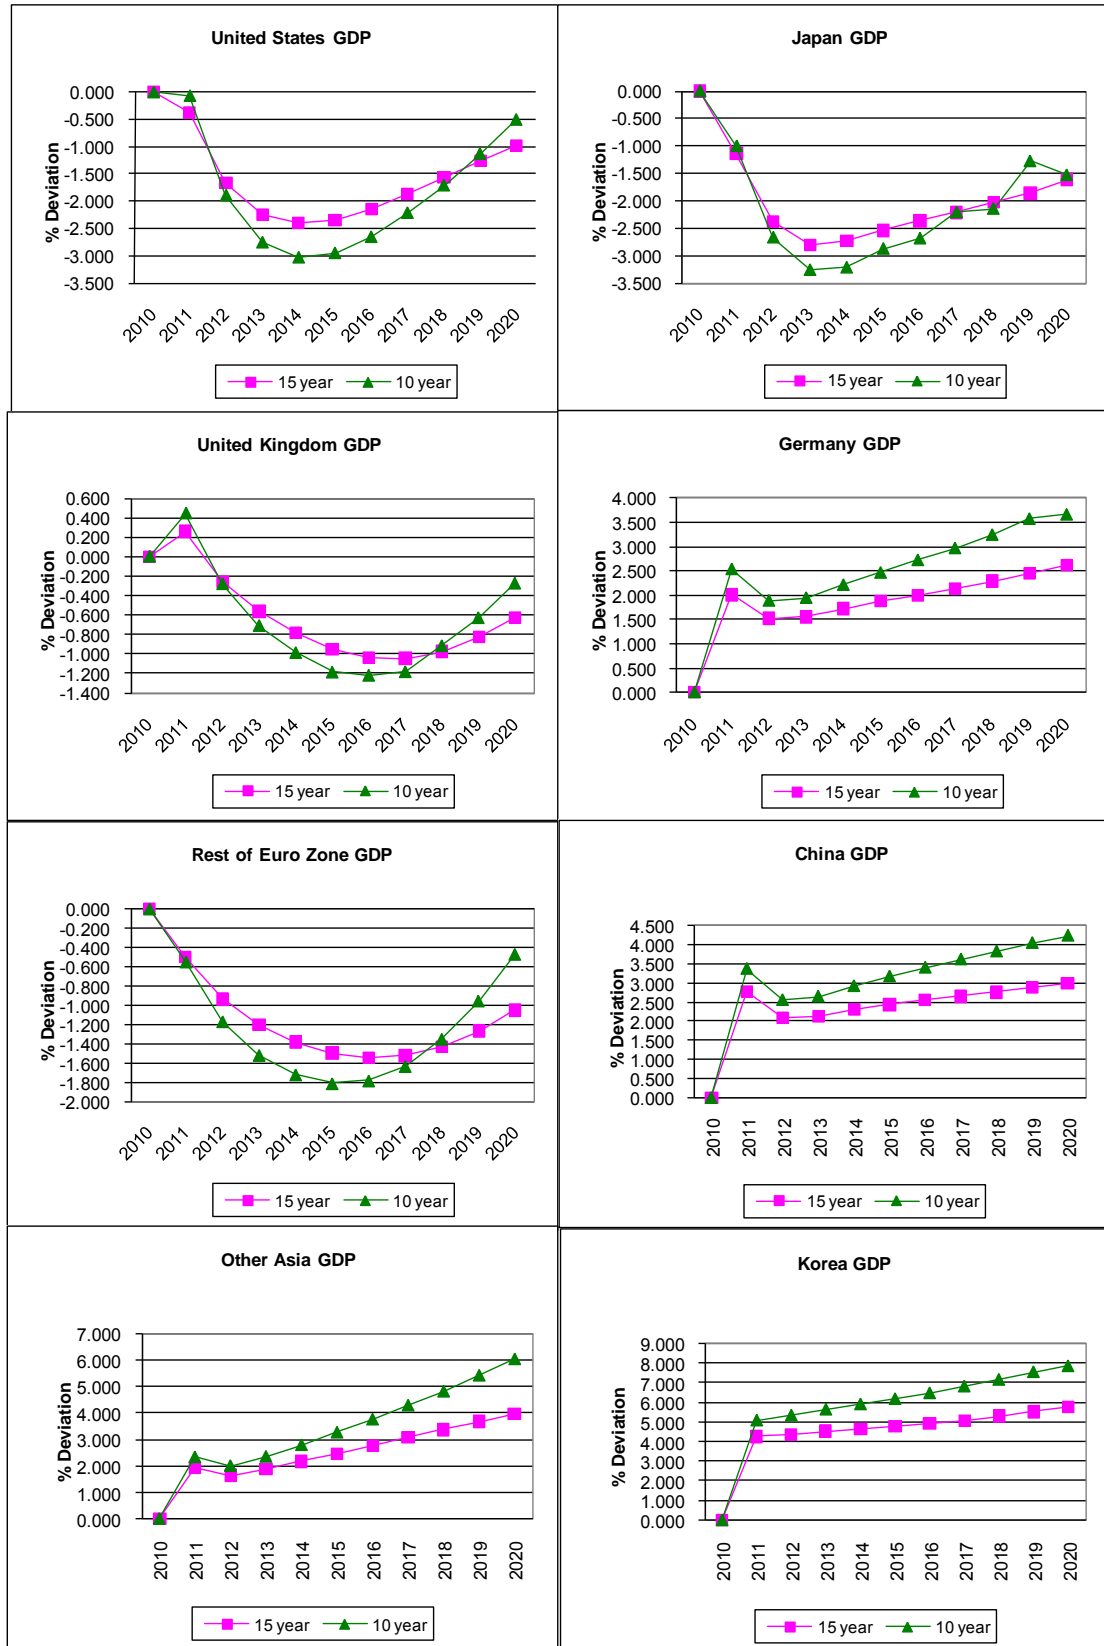 United States GDP
% Deviation
0.000
-0.500
-1.000
-1.500
-2.000
-2.500
-3.000
-3.500
2010 2011 2012 2013 2014 2015 2016 2017 2018 2019 2020
15 year 10 year
Japan GDP
% Deviation
0.000
-0.500
-1.000
-1.500
-2.000
-2.500
-3.000
-3.500
2010 2011 2012 2013 2014 2015 2016 2017 2018 2019 2020
15 year 10 year
United Kingdom GDP
% Deviation
0.600
0.400
0.200
0.000
-0.200
-0.400
-0.600
-0.800
-1.000
-1.200
-1.400
2010 2011 2012 2013 2014 2015 2016 2017 2018 2019 2020
15 year 10 year
Germany GDP
% Deviation
4.000
3.500
3.000
2.500
2.000
1.500
1.000
0.500
0.000
2010 2011 2012 2013 2014 2015 2016 2017 2018 2019 2020
15 year 10 year
Rest of Euro Zone GDP
% Deviation
0.000
-0.200
-0.400
-0.600
-0.800
-1.000
-1.200
-1.400
-1.600
-1.800
-2.000
2010 2011 2012 2013 2014 2015 2016 2017 2018 2019 2020
15 year 10 year
China GDP
% Deviation
4.500
4.000
3.500
3.000
2.500
2.000
1.500
1.000
0.500
0.000
2010 2011 2012 2013 2014 2015 2016 2017 2018 2019 2020
15 year 10 year
Other Asia GDP
% Deviation
7.000
6.000
5.000
4.000
3.000
2.000
1.000
0.000
2010 2011 2012 2013 2014 2015 2016 2017 2018 2019 2020
15 year 10 year
Korea GDP
% Deviation
9.000
8.000
7.000
6.000
5.000
4.000
3.000
2.000
1.000
0.000
2010 2011 2012 2013 2014 2015 2016 2017 2018 2019 2020
15 year 10 year